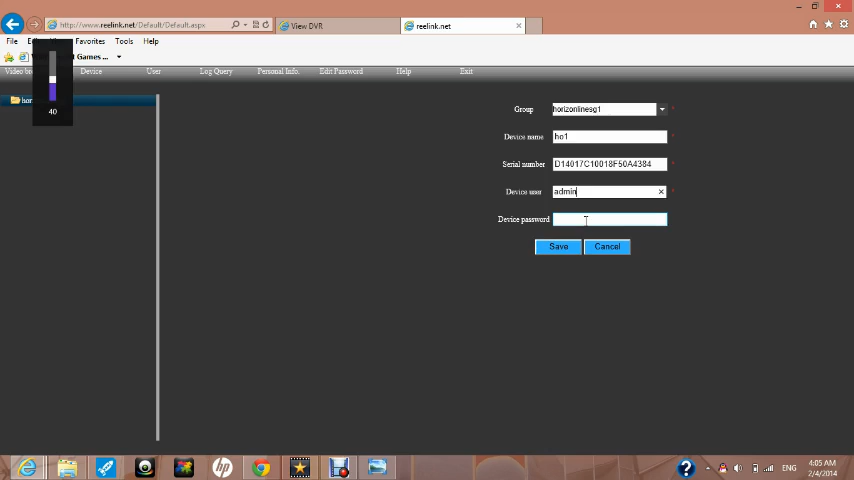 http://www.reelink.net/Default/Default.aspx
View DVR
reelink.net
File
Favorites
Tools
Help
Games ...
Device
User
Log Query
Personal Info.
Edit Password
Help
Exit
40
Group
horizonlinesg1
*
Device name
ho1
*
Serial number
D14017C10018F50A4384
*
Device user
admin
*
Device password
Save
Cancel
hp
ENG
4:05 AM
2/4/2014